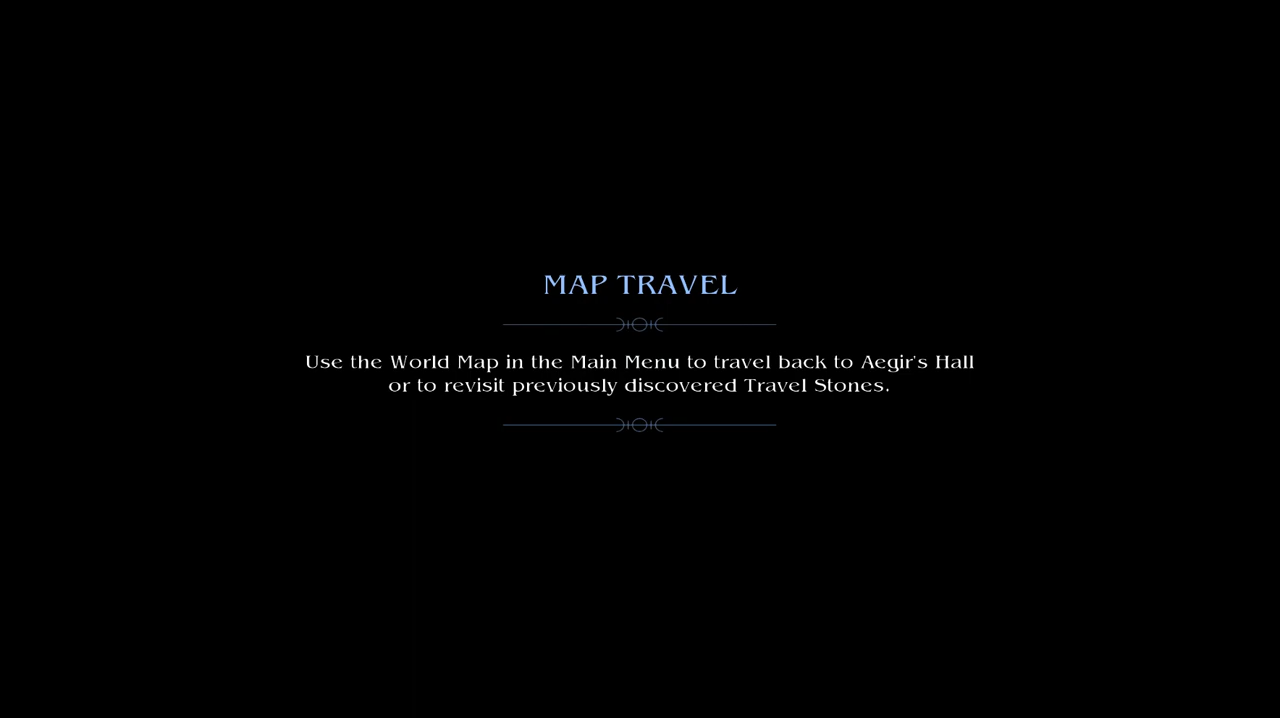 MAP TRAVEL
Use the World Map in the Main Menu to travel back to Aegir's Hall
or to revisit previously discovered Travel Stones.